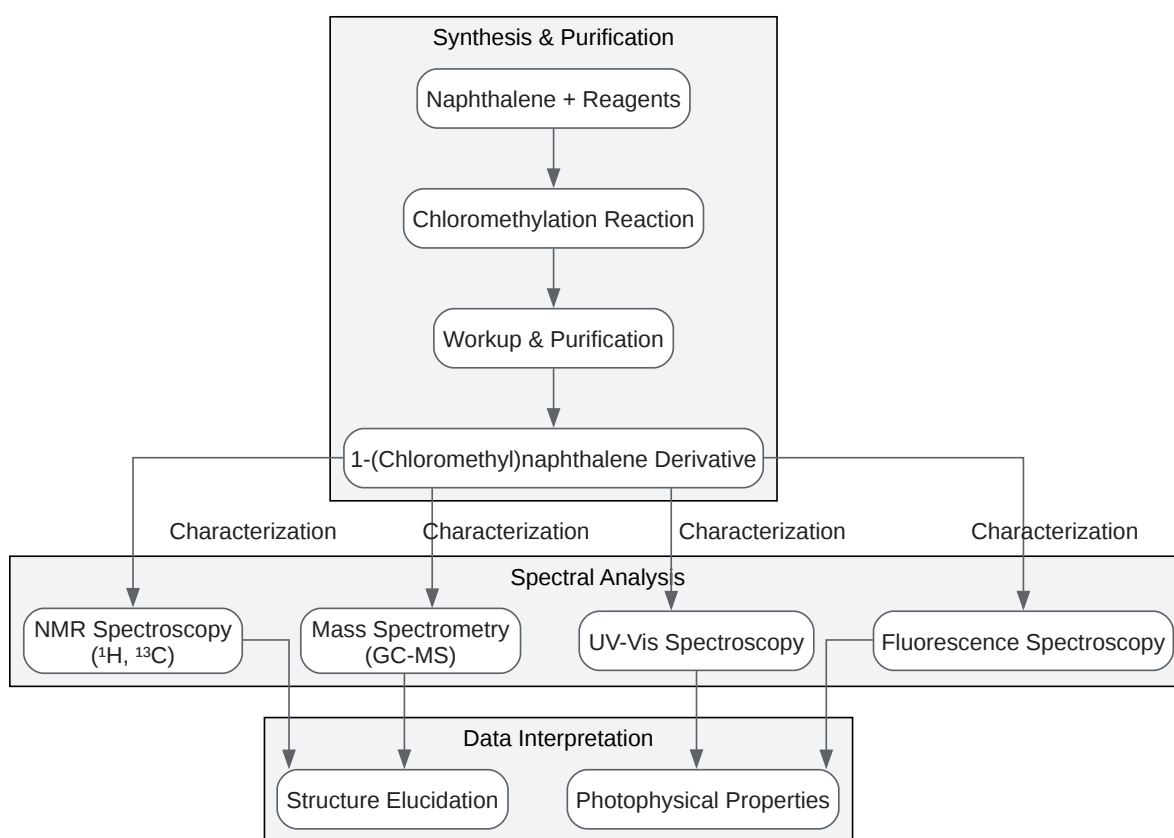 Synthesis & Purification
Naphthalene + Reagents
Chloromethylation Reaction
Workup & Purification
1-(Chloromethyl)naphthalene Derivative
Characterization
Characterization
Characterization
Characterization
Spectral Analysis
NMR Spectroscopy
(¹H, ¹³C)
Mass Spectrometry
(GC-MS)
UV-Vis Spectroscopy
Fluorescence Spectroscopy
Data Interpretation
Structure Elucidation
Photophysical Properties